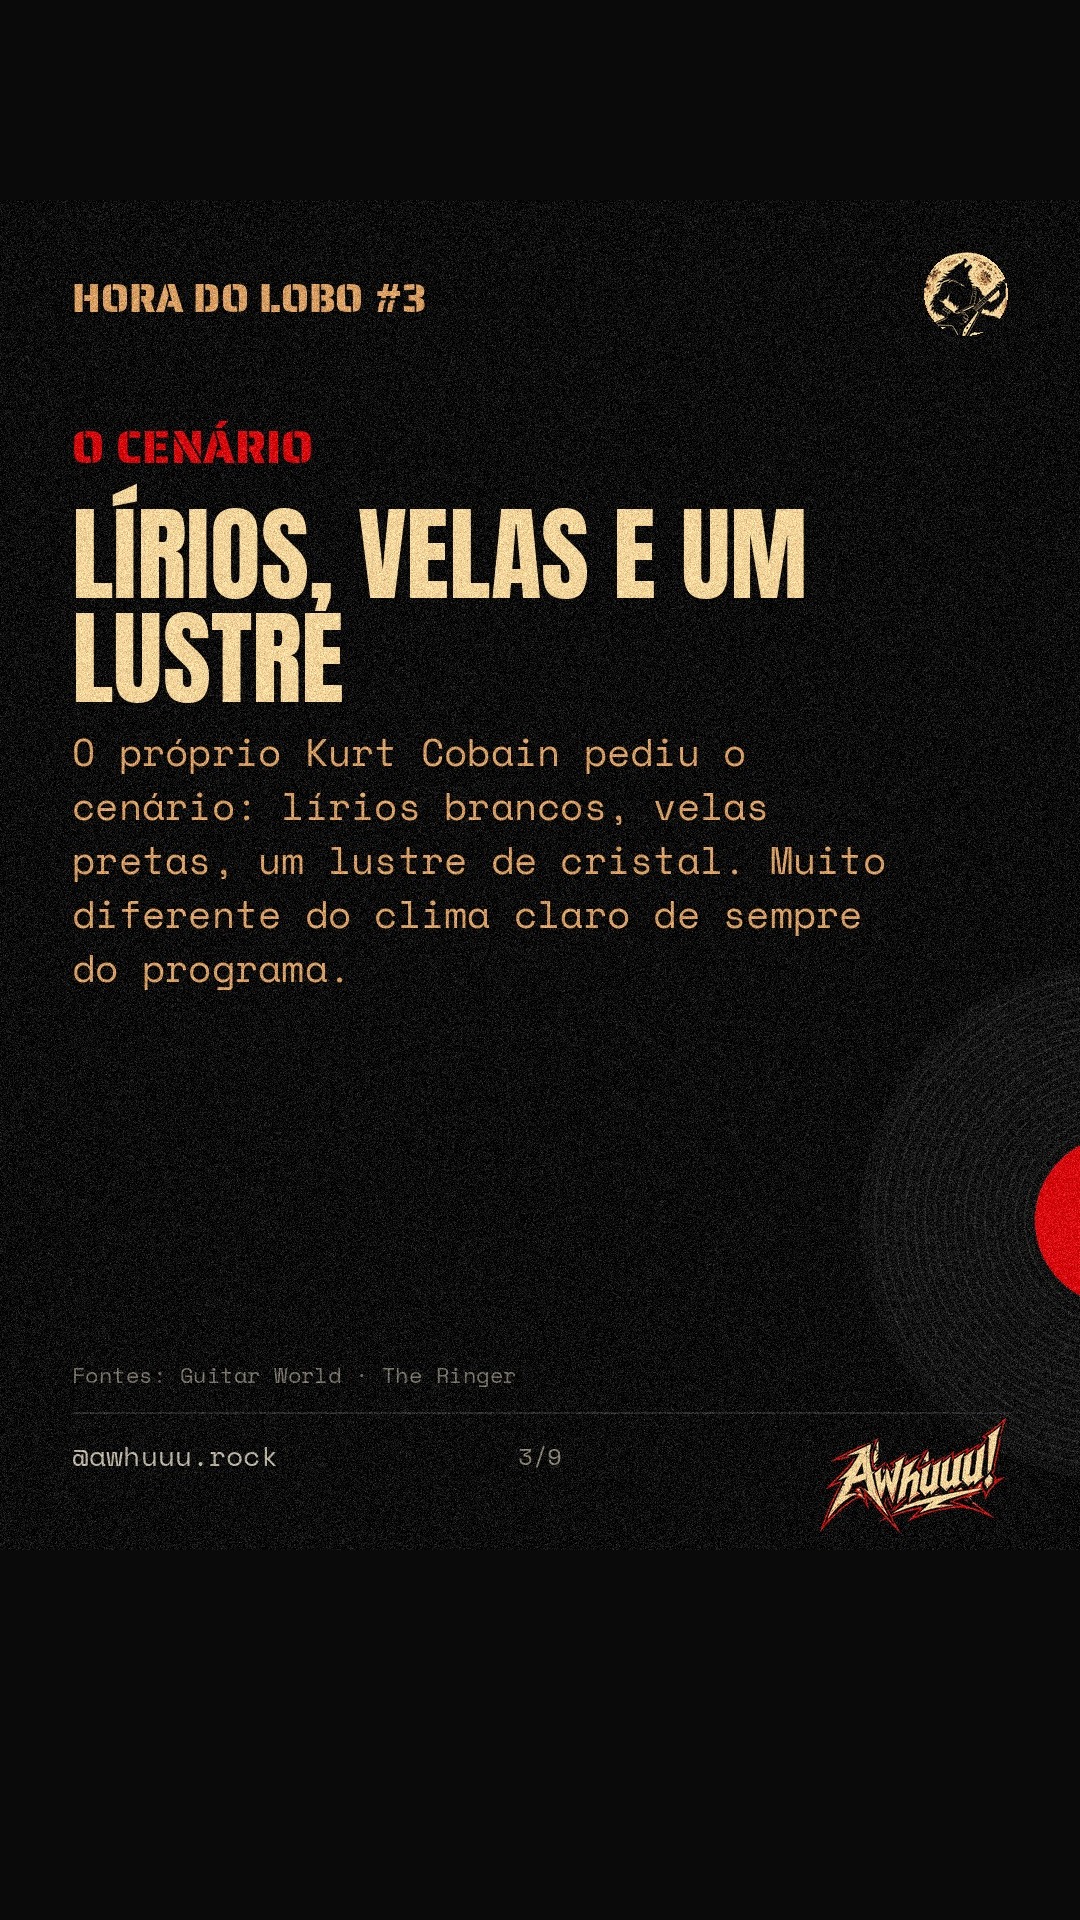 HORA DO LOBO #3
O CENÁRIO
LÍRIOS, VELAS E UM
LUSTRE
O próprio Kurt Cobain pediu o
cenário: lírios brancos, velas
pretas, um lustre de cristal. Muito
diferente do clima claro de sempre
do programa.
Fontes: Guitar World · The Ringer
@awhuuu.rock
3/9
Awhuuu!